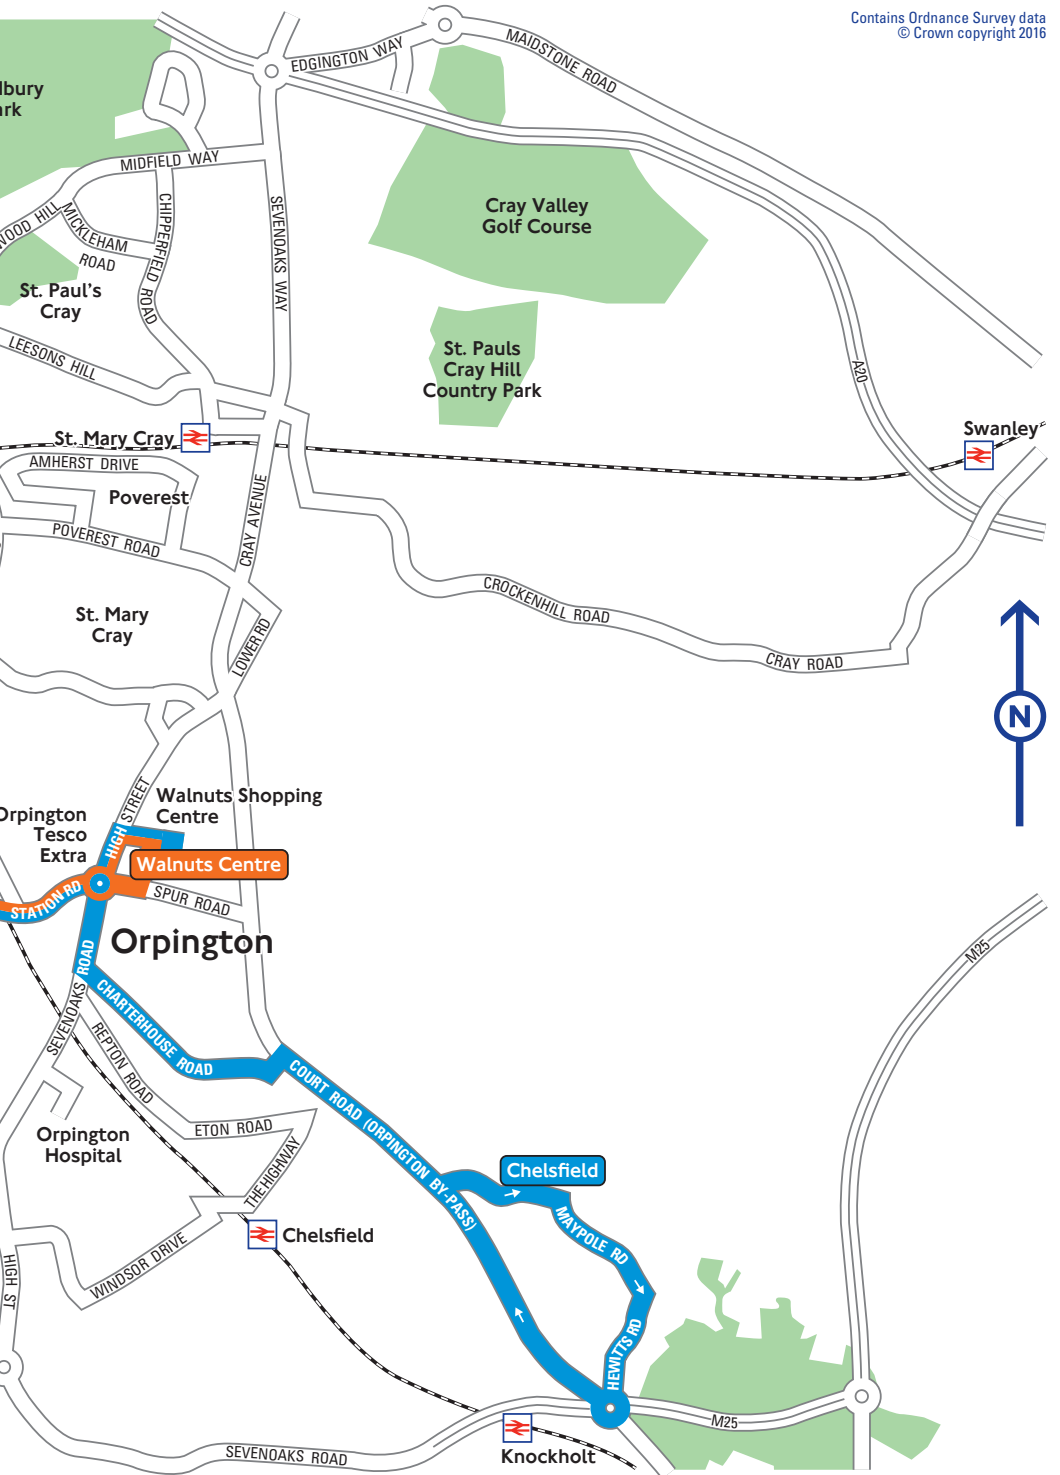 Contains Ordnance Survey data
© Crown copyright 2016
MAIDSTONE ROAD
EDGINGTON WAY
dbury
ark
MIDFIELD WAY
WOOD HILL
MICKLEHAM
ROAD
CHIPPERFIELD ROAD
SEVENOAKS WAY
Cray Valley
Golf Course
St. Paul's
Cray
LEESONS HILL
St. Pauls
Cray Hill
Country Park
A20
St. Mary Cray
Swanley
AMHERST DRIVE
Poverest
CRAY AVENUE
POVEREST ROAD
St. Mary
Cray
CROCKENHILL ROAD
LOWER RD
CRAY ROAD
N
HIGH STREET
Walnuts Shopping
Centre
Orpington
Tesco
Extra
Walnuts Centre
STATION RD
SPUR ROAD
Orpington
SEVENOAKS ROAD
CHARTERHOUSE ROAD
REPTON ROAD
M25
COURT ROAD (ORPINGTON BY-PASS)
Orpington
Hospital
ETON ROAD
THE HIGHWAY
Chelsfield
MAYPOLE RD
Chelsfield
WINDSOR DRIVE
HIGH ST
HEWITTS RD
M25
SEVENOAKS ROAD
Knockholt